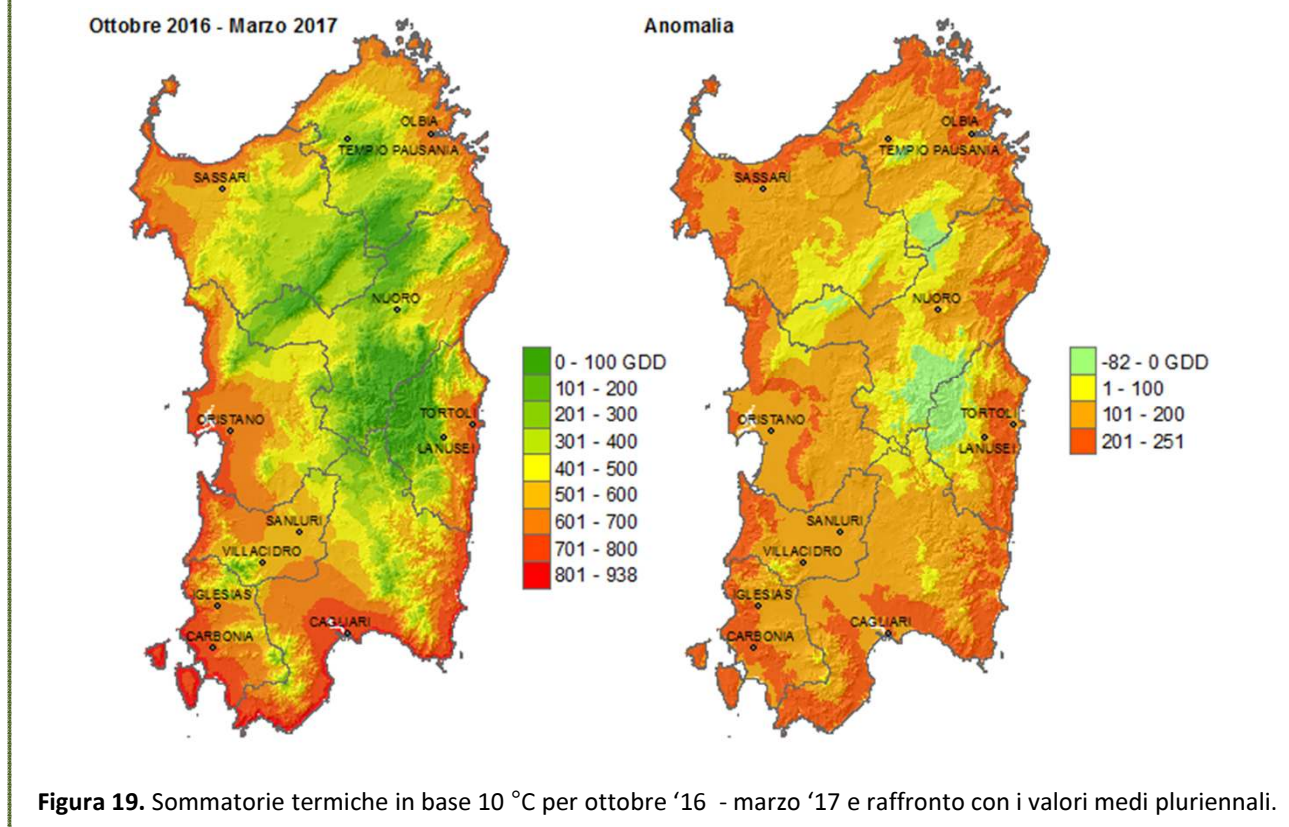 Ottobre 2016 - Marzo 2017
OLBIA
TEMPIO PAUSANIA
SASSARI
NUORO
ORISTANO
TORTOLI
LANUSEI
SANLURI
VILLACIDRO
IGLESIAS
CAGLIARI
CARBONIA
0 - 100 GDD
101 - 200
201 - 300
301 - 400
401 - 500
501 - 600
601 - 700
701 - 800
801 - 938
Anomalia
OLBIA
TEMPIO PAUSANIA
SASSARI
NUORO
ORISTANO
TORTOLI
LANUSEI
SANLURI
VILLACIDRO
IGLESIAS
CAGLIARI
CARBONIA
-82 - 0 GDD
1 - 100
101 - 200
201 - 251
Figura 19. Sommatorie termiche in base 10 °C per ottobre ‘16 - marzo ‘17 e raffronto con i valori medi pluriennali.